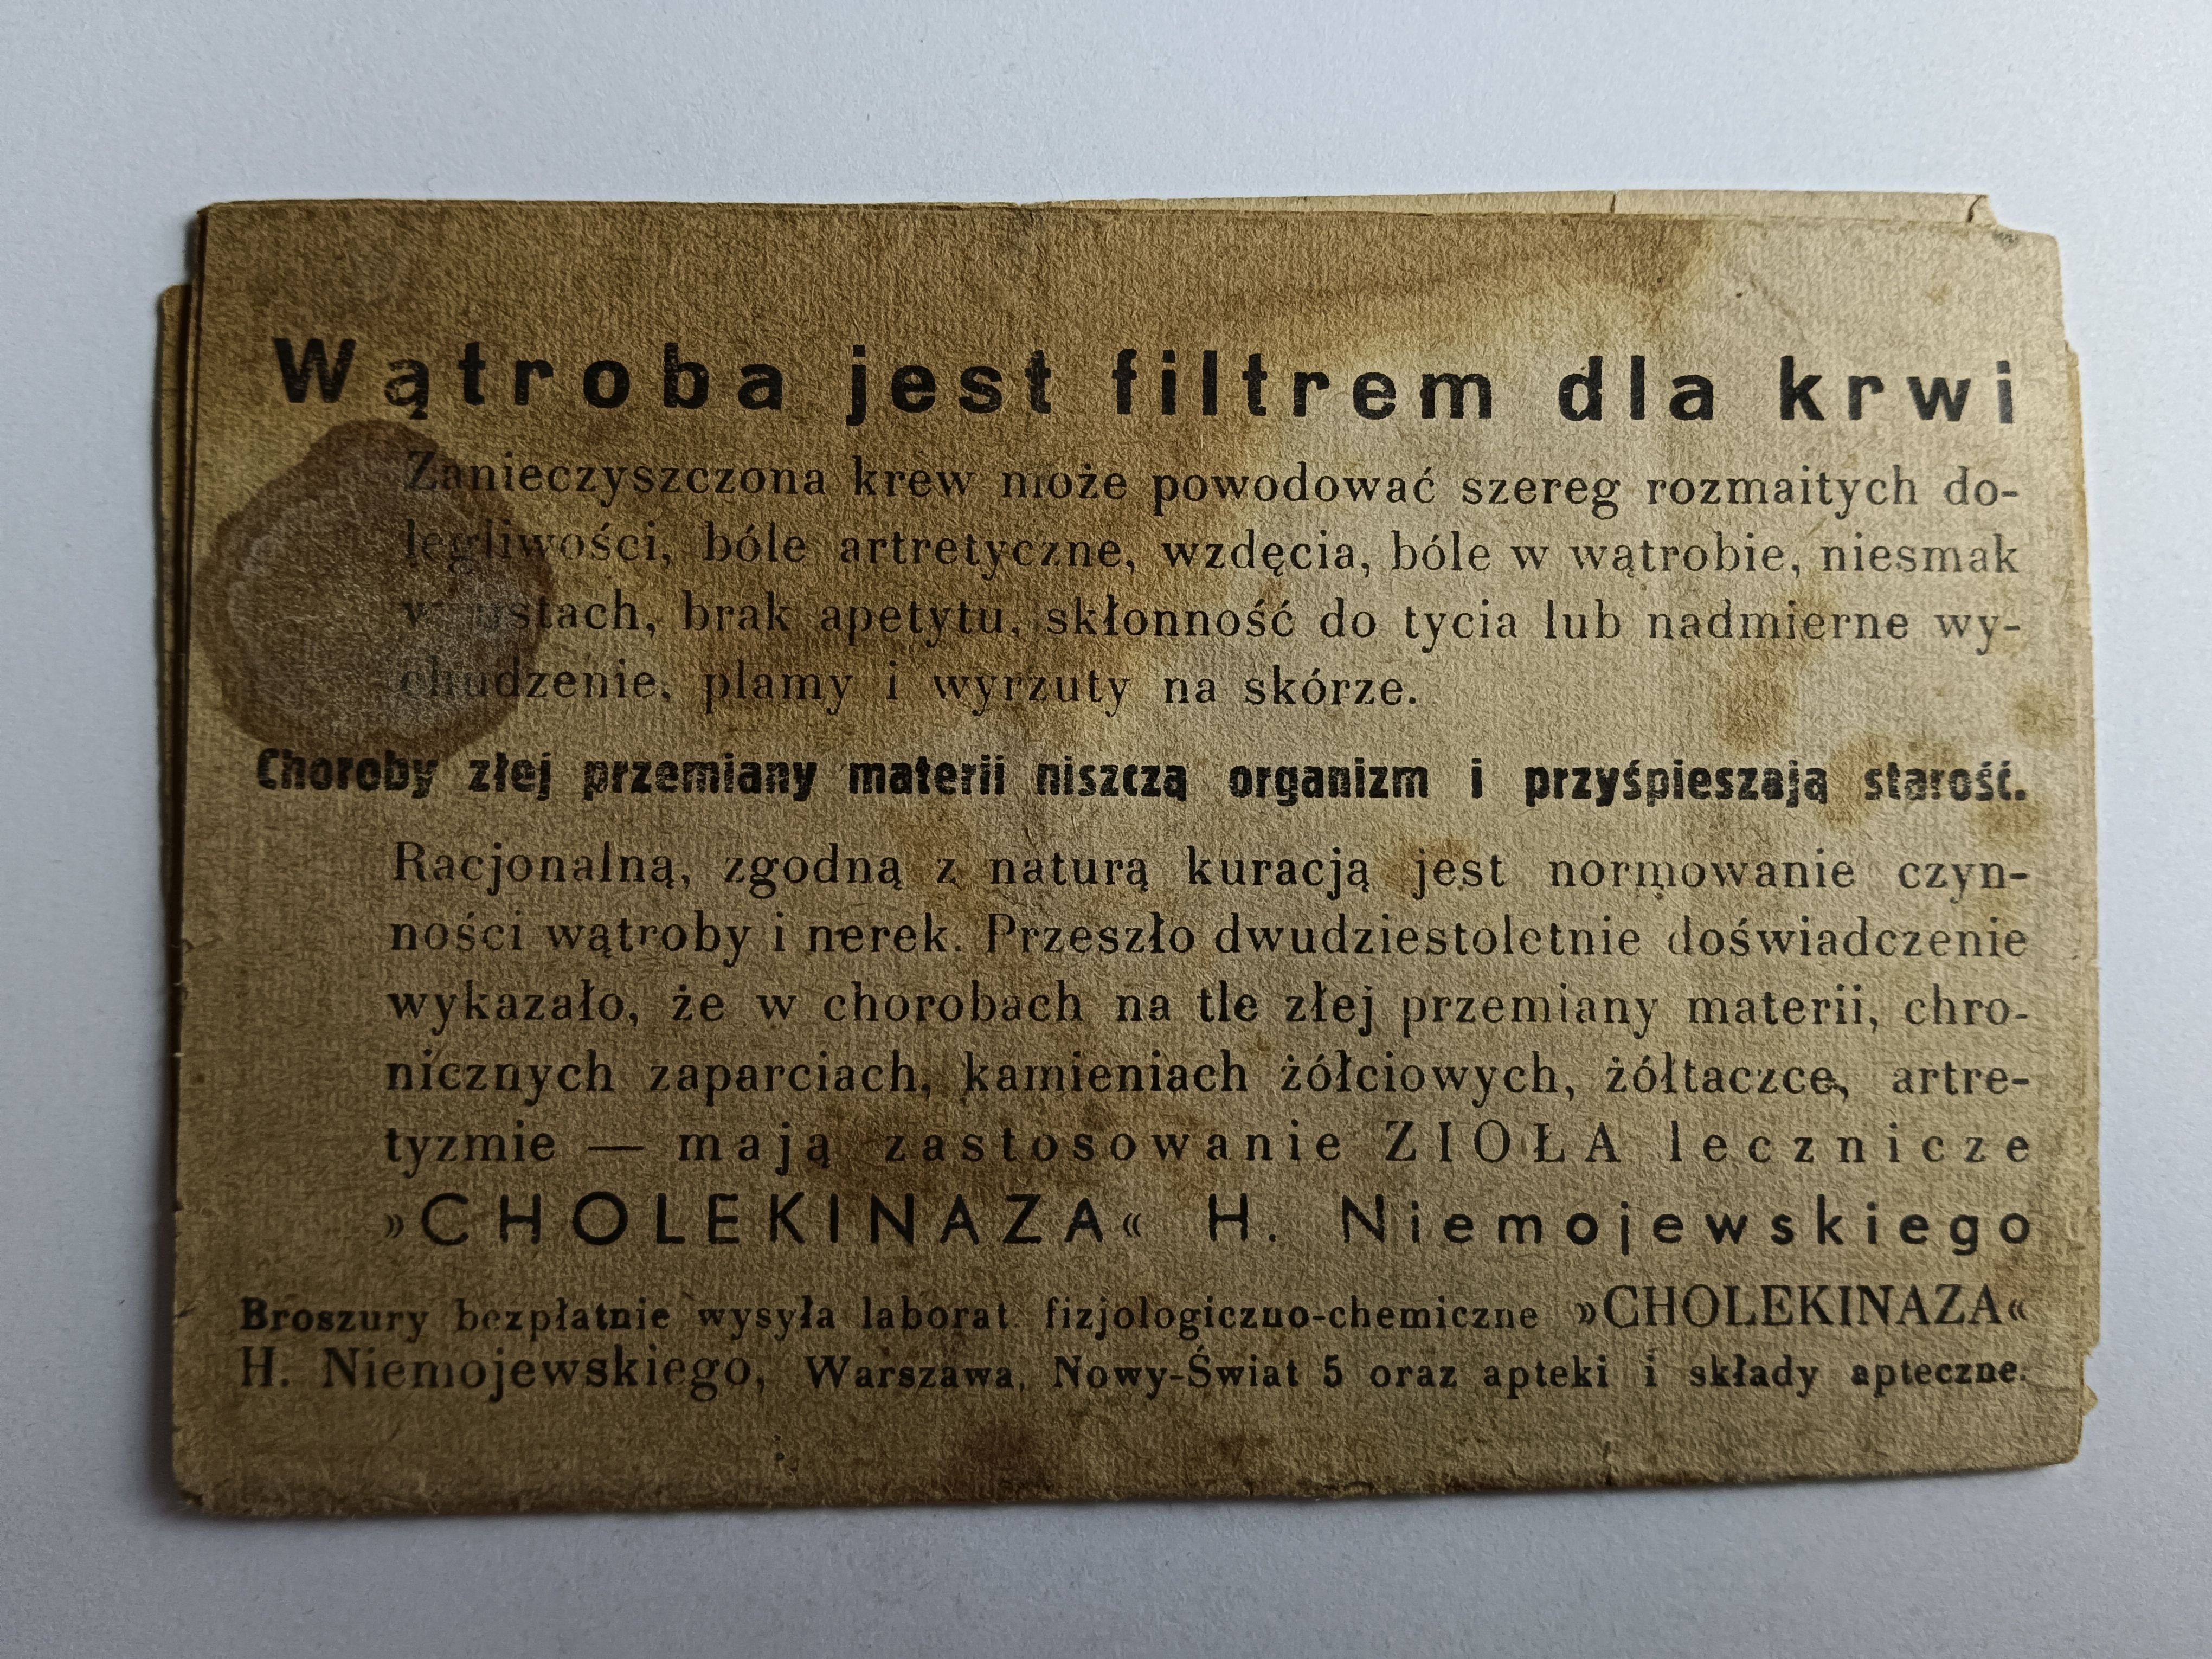 Wątroba jest filtrem dla krwi
Zanieczyszczona krew może powodować szereg rozmaitych do-
legliwości, bóle artretyczne, wzdęcia, bóle w wątrobie, niesmak
w ustach, brak apetytu, skłonność do tycia lub nadmierne wy-
chudzenie, plamy i wyrzuty na skórze.
Choroby złej przemiany materii niszczą organizm i przyśpieszają starość.
Racjonalną, zgodną z naturą kuracją jest normowanie czyn-
ności wątroby i nerek. Przeszło dwudziestoletnie doświadczenie
wykazało, że w chorobach na tle złej przemiany materii, chro-
nicznych zaparciach, kamieniach żółciowych, żółtaczce, artre-
tyzmie — mają zastosowanie ZIOŁA lecznicze
»CHOLEKINAZA« H. Niemojewskiego
Broszury bezpłatnie wysyła laborat. fizjologiczno-chemiczne »CHOLEKINAZA«
H. Niemojewskiego, Warszawa, Nowy-Świat 5 oraz apteki i składy apteczne.